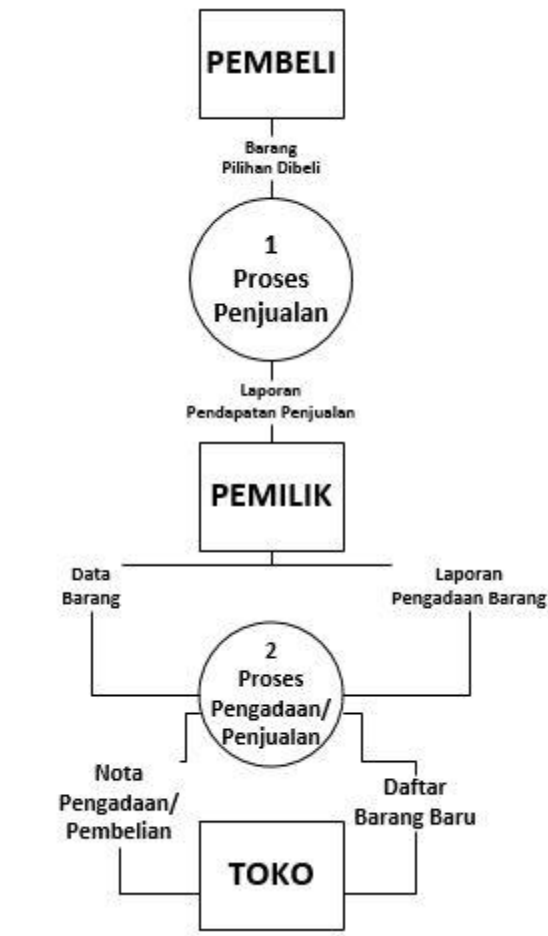 PEMBELI
Barang
Pilihan Dibeli
1
Proses
Penjualan
Laporan
Pendapatan Penjualan
PEMILIK
Data
Barang
Laporan
Pengadaan Barang
2
Proses
Pengadaan/
Penjualan
Nota
Pengadaan/
Pembelian
Daftar
Barang Baru
TOKO